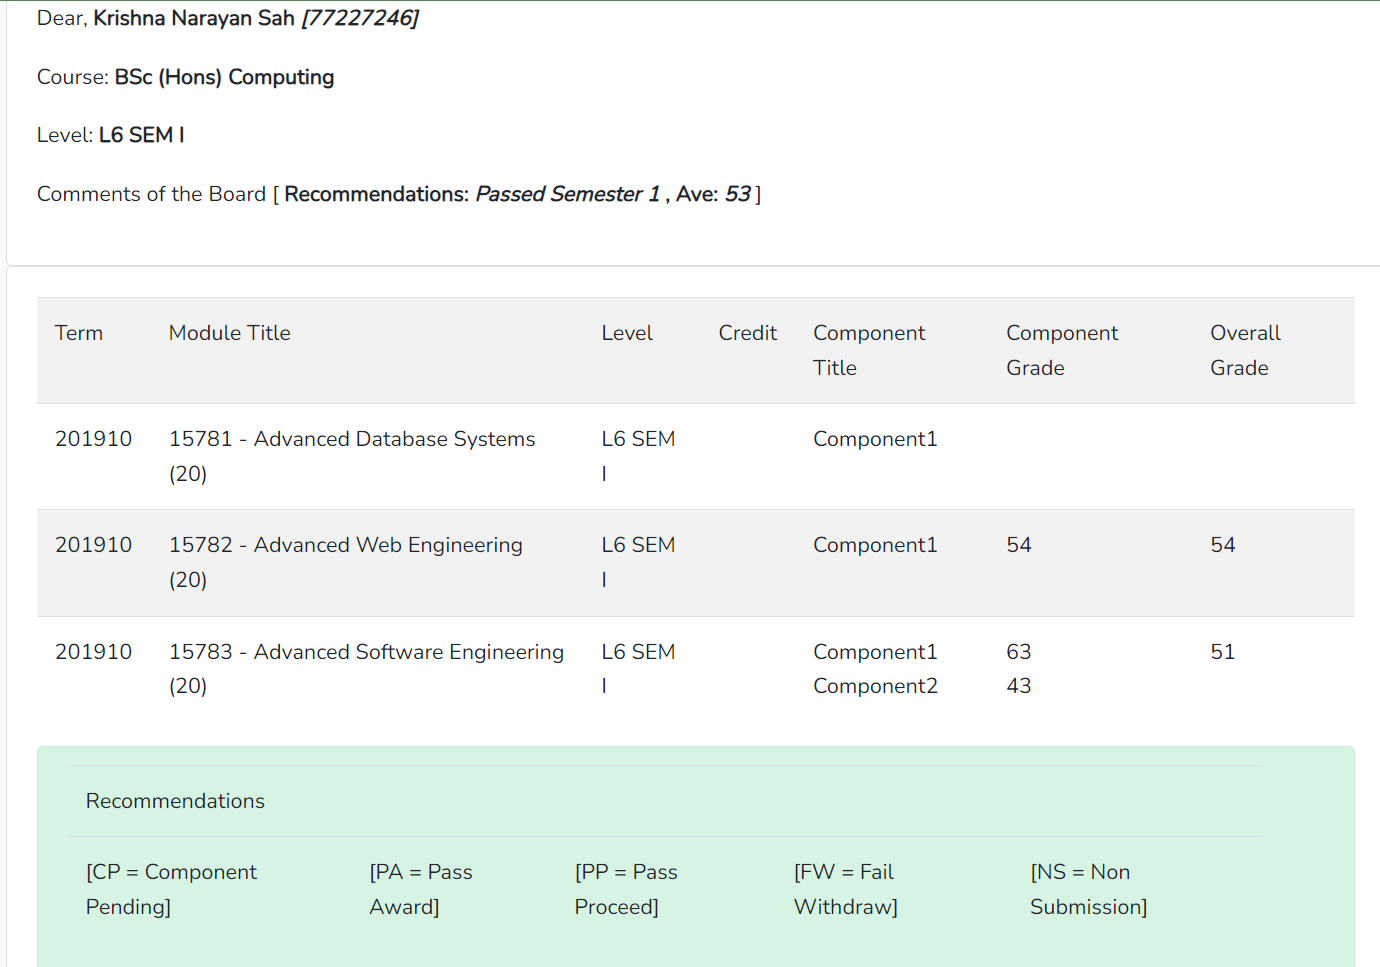 Dear, Krishna Narayan Sah [77227246]
Course: BSc (Hons) Computing
Level: L6 SEM I
Comments of the Board [ Recommendations: Passed Semester 1 , Ave: 53 ]
Term Module Title Level Credit Component Title Component Grade Overall Grade
201910 15781 - Advanced Database Systems (20) L6 SEM I Component1
201910 15782 - Advanced Web Engineering (20) L6 SEM I Component1 54 54
201910 15783 - Advanced Software Engineering (20) L6 SEM I Component1 63 51
Component2 43
Recommendations
[CP = Component Pending] [PA = Pass Award] [PP = Pass Proceed] [FW = Fail Withdraw] [NS = Non Submission]